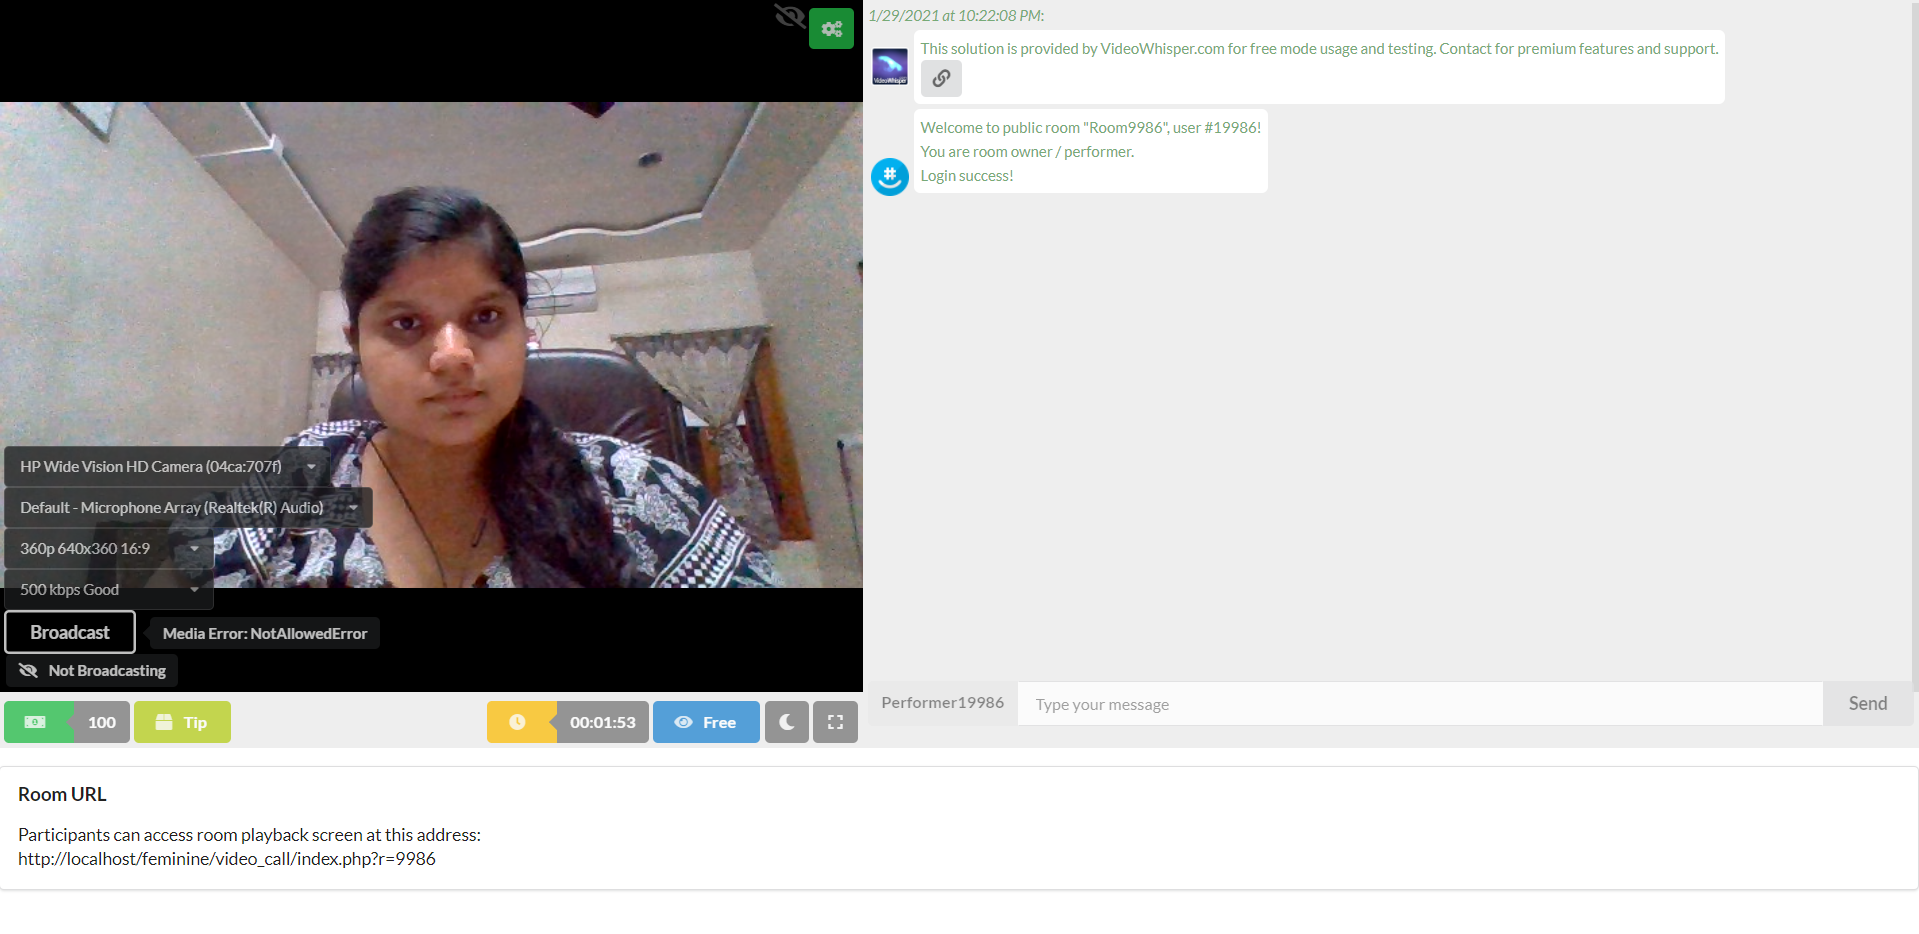 1/29/2021 at 10:22:08 PM:
This solution is provided by VideoWhisper.com for free mode usage and testing. Contact for premium features and support.
VideoWhisper
Welcome to public room "Room9986", user #19986!
You are room owner / performer.
#
Login success!
HP Wide Vision HD Camera (04ca:707f)
Default - Microphone Array (Realtek(R) Audio)
360p 640x360 16:9
500 kbps Good
Broadcast
Media Error: NotAllowedError
Not Broadcasting
100
Tip
00:01:53
Free
Performer19986
Type your message
Send
Room URL
Participants can access room playback screen at this address:
http://localhost/feminine/video_call/index.php?r=9986